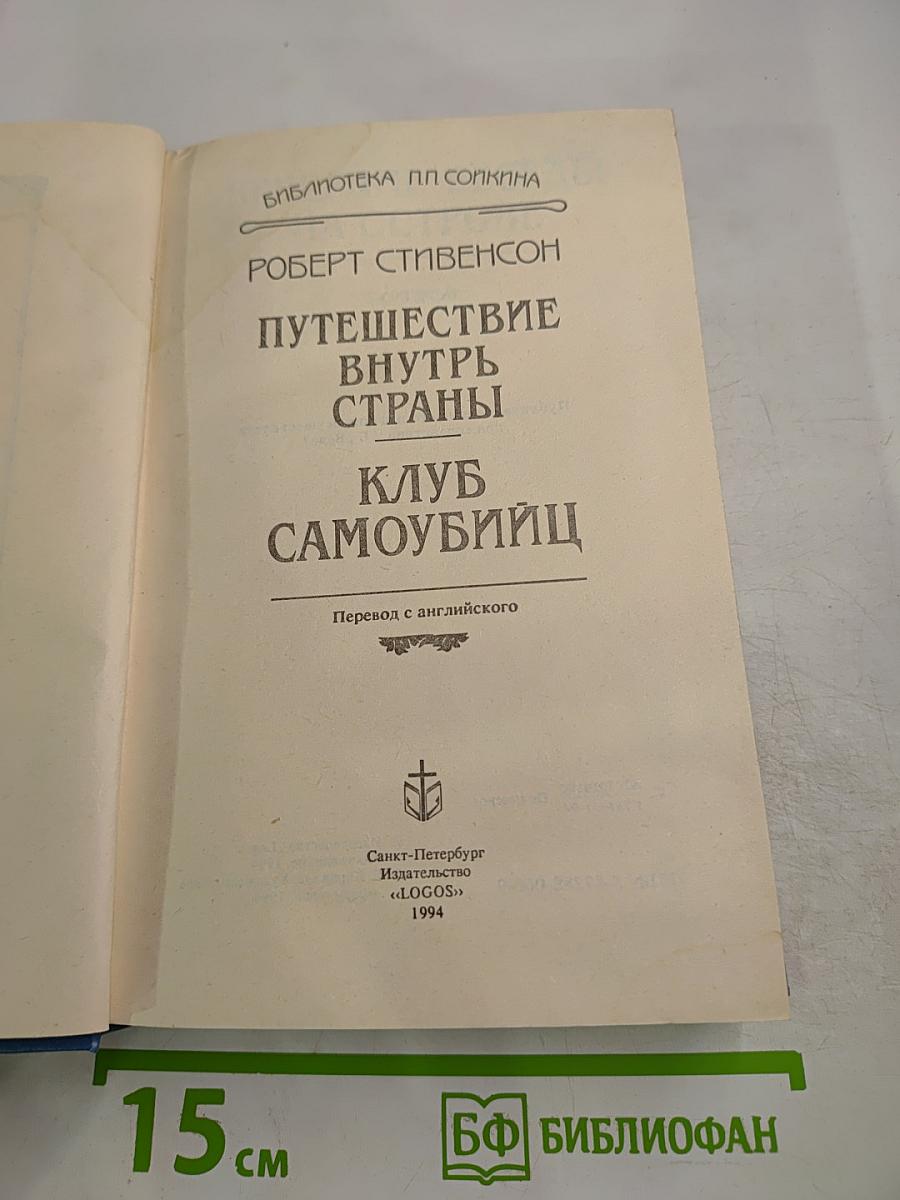 БИБЛИОТЕКА П.П. СОЙКИНА
РОБЕРТ СТИВЕНСОН
ПУТЕШЕСТВИЕ
ВНУТРЬ
СТРАНЫ
КЛУБ
САМОУБИЙЦ
Перевод с английского
Санкт-Петербург
Издательство
«LOGOS»
1994
15 см
БФ БИБЛИОФАН